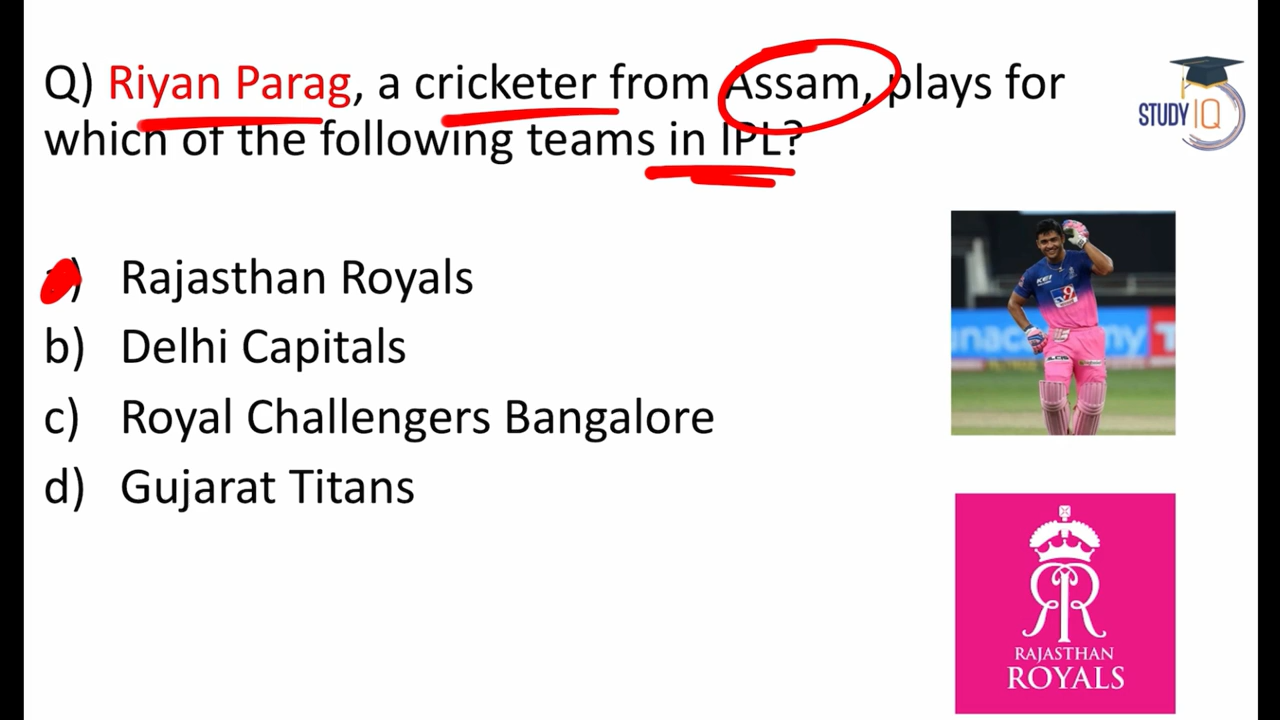 Q) Riyan Parag, a cricketer from Assam, plays for
which of the following teams in IPL?
STUDY IQ
a) Rajasthan Royals
b) Delhi Capitals
c) Royal Challengers Bangalore
d) Gujarat Titans
RAJASTHAN
ROYALS